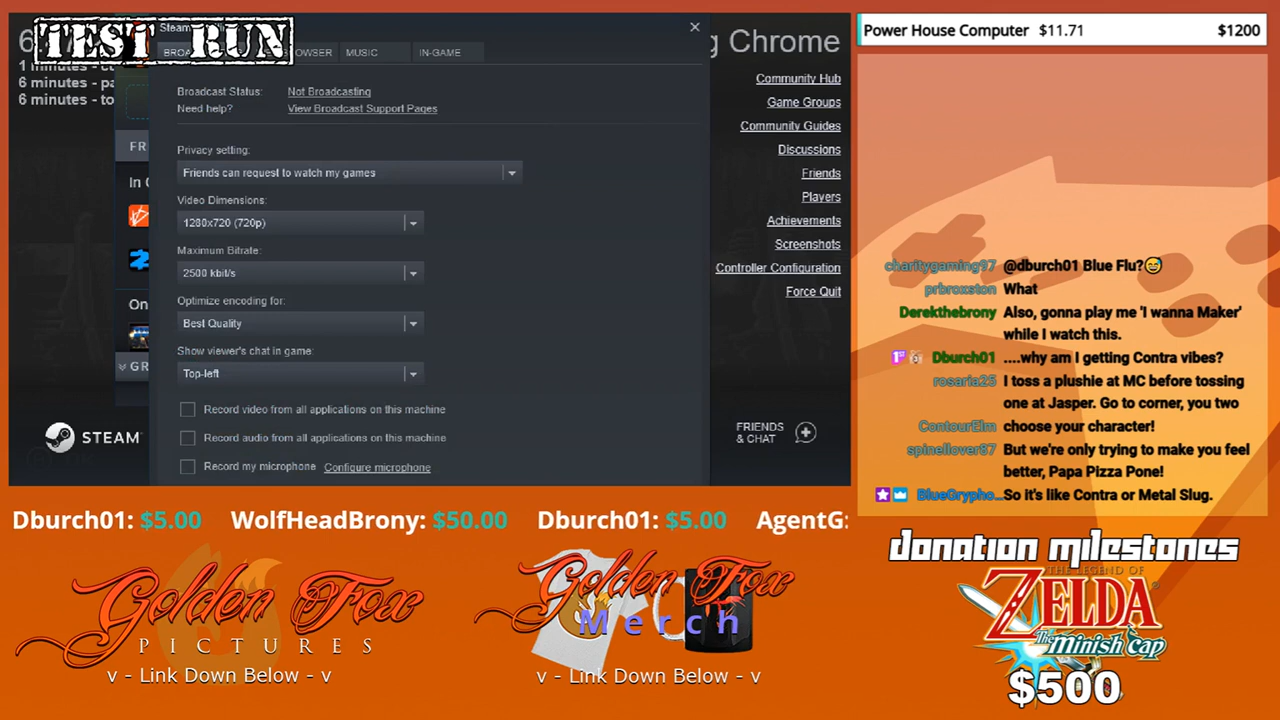 TEST RUN
Steam
g Chrome
6
1 minutes - c
6 minutes - pa
6 minutes - to
BROA
OWSER
MUSIC
IN-GAME
Broadcast Status:
Not Broadcasting
Need help?
View Broadcast Support Pages
Privacy setting:
Friends can request to watch my games
Video Dimensions:
1280x720 (720p)
Maximum Bitrate:
2500 kbit/s
Optimize encoding for:
Best Quality
Show viewer's chat in game:
Top-left
Record video from all applications on this machine
Record audio from all applications on this machine
Record my microphone Configure microphone
FR
In G
On
GR
STEAM
Community Hub
Game Groups
Community Guides
Discussions
Friends
Players
Achievements
Screenshots
Controller Configuration
Force Quit
FRIENDS
& CHAT
Power House Computer $11.71 $1200
charitygaming97 @dburch01 Blue Flu?😅
prbroxston What
Derekthebrony Also, gonna play me 'I wanna Maker'
while I watch this.
Dburch01 ....why am I getting Contra vibes?
rosaria25 I toss a plushie at MC before tossing
one at Jasper. Go to corner, you two
ContourElm choose your character!
spinellover87 But we're only trying to make you feel
better, Papa Pizza Pone!
BlueGrypho... So it's like Contra or Metal Slug.
Dburch01: $5.00 WolfHeadBrony: $50.00 Dburch01: $5.00 AgentG:
Golden Fox
PICTURES
v - Link Down Below - v
Golden Fox
Merch
v - Link Down Below - v
Donation Milestones
THE LEGEND OF
ZELDA
The Minish Cap
$500